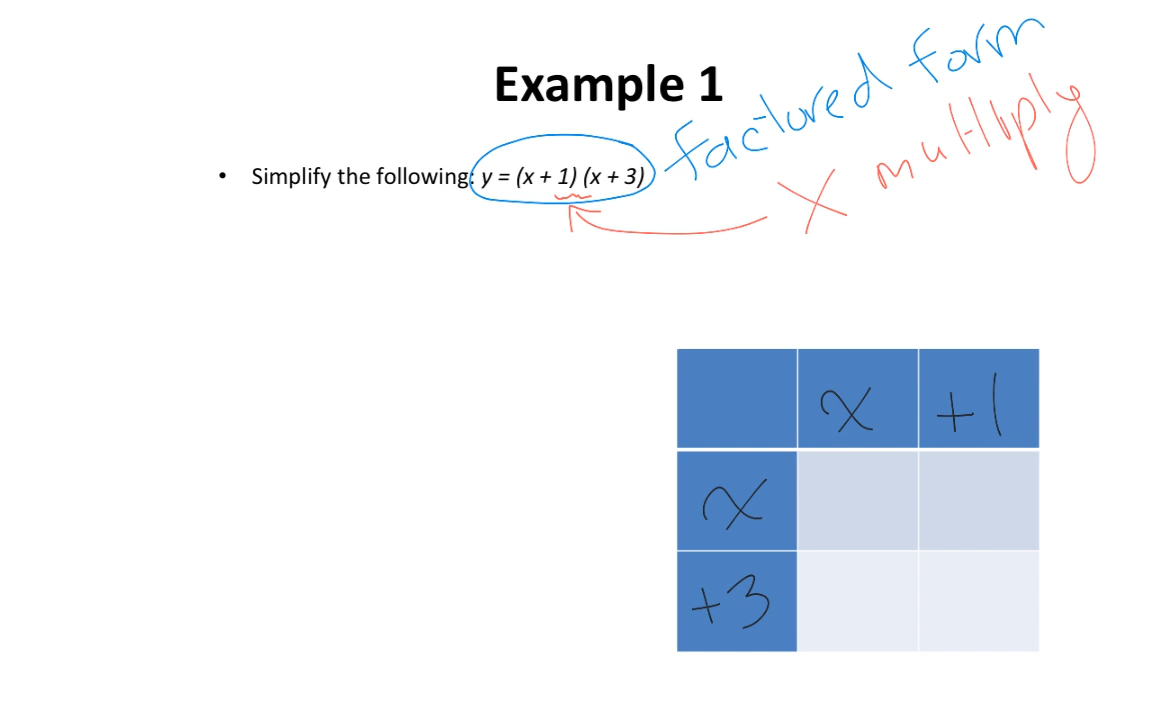 Example 1
factored form
x multiply
• Simplify the following: y = (x + 1) (x + 3)
x +1
x
+3